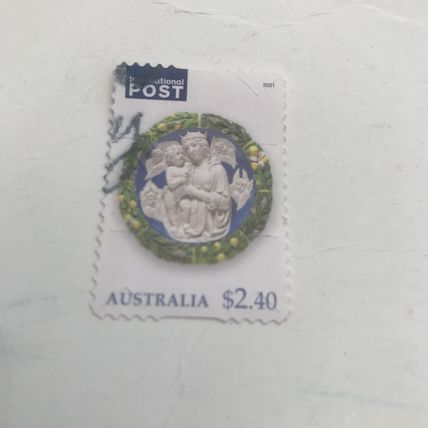 International
POST
2021
AUSTRALIA $2.40